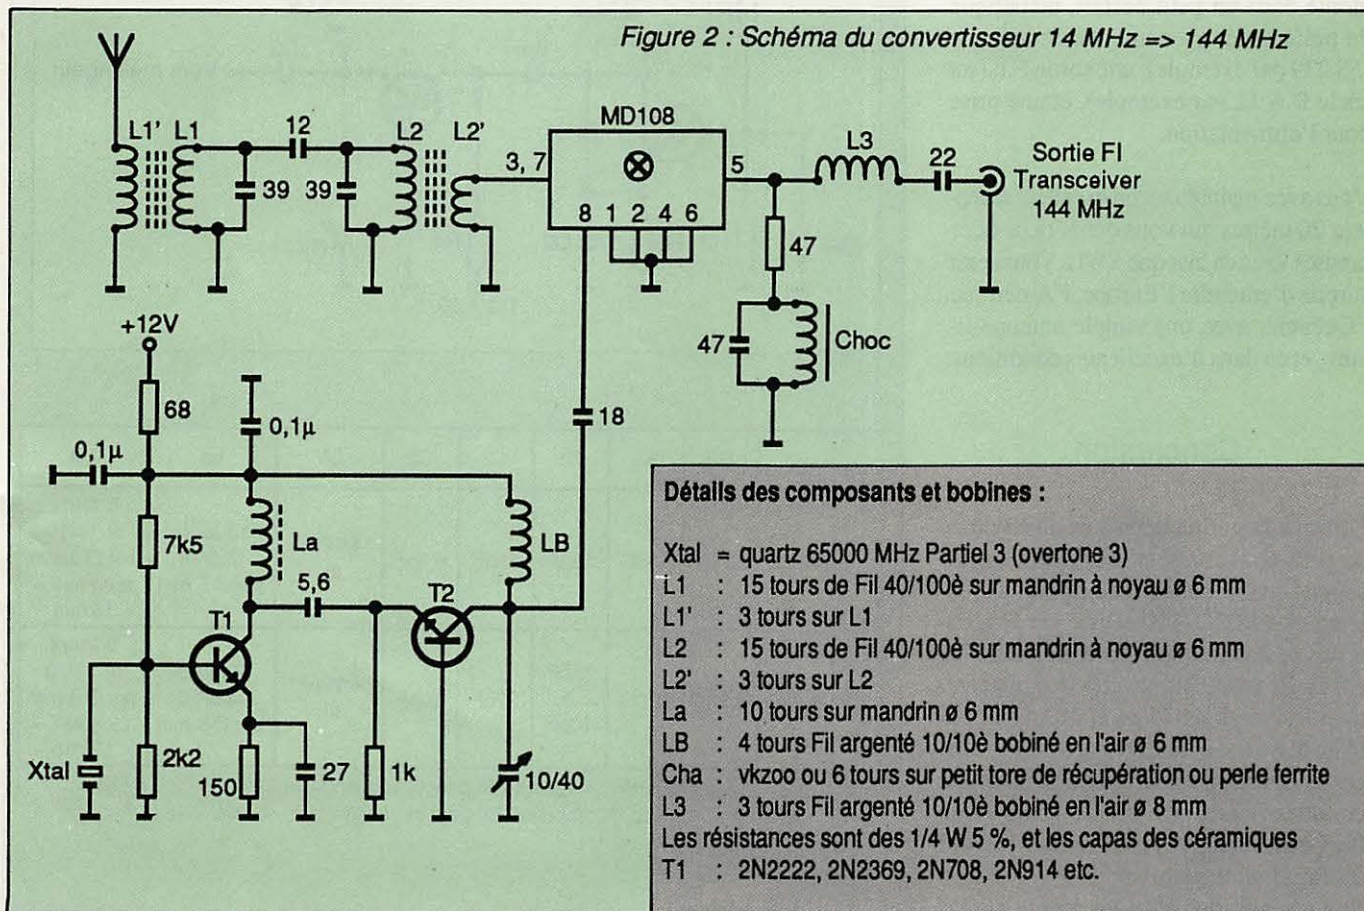 Figure 2 : Schéma du convertisseur 14 MHz => 144 MHz
L1' L1
12
L2 L2'
39
39
3, 7
MD108
5
8 1 2 4 6
L3
22
Sortie FI
Transceiver
144 MHz
47
47
Choc
18
+12V
68
0,1µ
0,1µ
7k5
La
5,6
LB
T1
T2
Xtal
2k2
150
27
1k
10/40
Détails des composants et bobines :
Xtal = quartz 65000 MHz Partiel 3 (overtone 3)
L1 : 15 tours de Fil 40/100è sur mandrin à noyau ø 6 mm
L1' : 3 tours sur L1
L2 : 15 tours de Fil 40/100è sur mandrin à noyau ø 6 mm
L2' : 3 tours sur L2
La : 10 tours sur mandrin ø 6 mm
LB : 4 tours Fil argenté 10/10è bobiné en l'air ø 6 mm
Cha : vkzoo ou 6 tours sur petit tore de récupération ou perle ferrite
L3 : 3 tours Fil argenté 10/10è bobiné en l'air ø 8 mm
Les résistances sont des 1/4 W 5 %, et les capas des céramiques
T1 : 2N2222, 2N2369, 2N708, 2N914 etc.